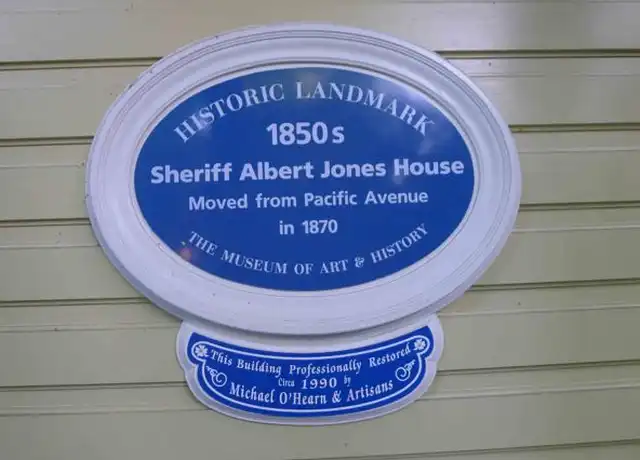 HISTORIC LANDMARK
1850s
Sheriff Albert Jones House
Moved from Pacific Avenue
in 1870
THE MUSEUM OF ART & HISTORY
This Building Professionally Restored
Circa 1990 by
Michael O'Hearn & Artisans